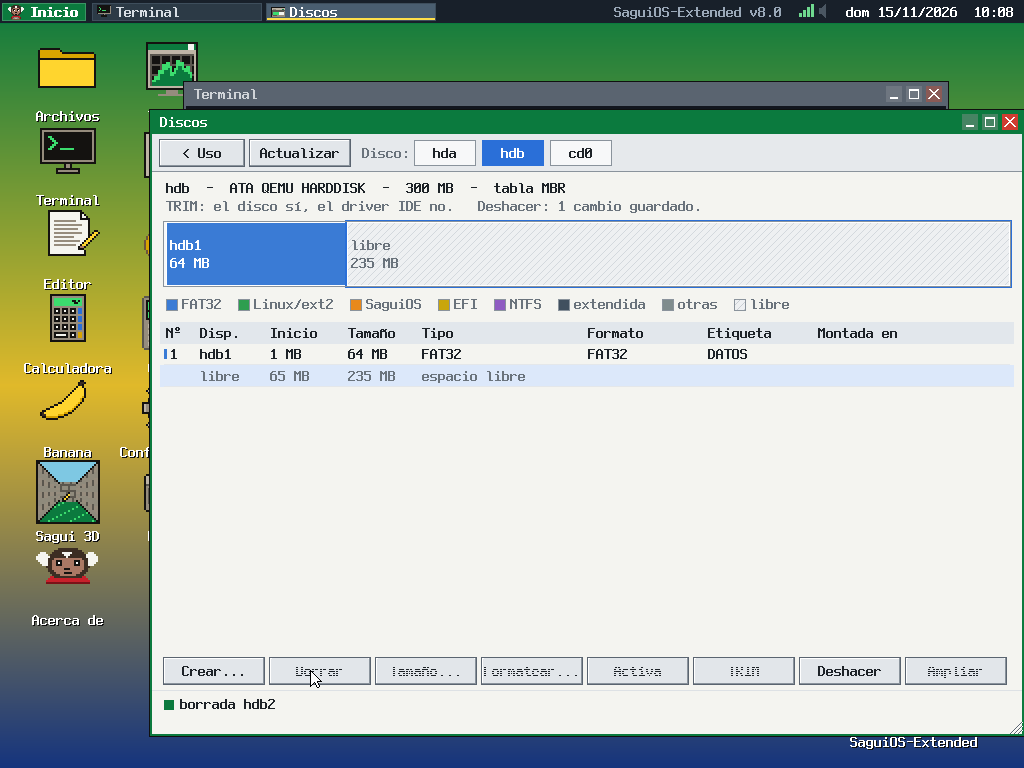 Inicio Terminal Discos SaguiOS-Extended v8.0 dom 15/11/2026 10:08
Archivos
Terminal
Terminal
Discos
< Uso Actualizar Disco: hda hdb cd0
hdb - ATA QEMU HARDDISK - 300 MB - tabla MBR
TRIM: el disco sí, el driver IDE no. Deshacer: 1 cambio guardado.
hdb1 libre
64 MB 235 MB
Editor
FAT32 Linux/ext2 SaguiOS EFI NTFS extendida otras libre
Nº Disp. Inicio Tamaño Tipo Formato Etiqueta Montada en
1 hdb1 1 MB 64 MB FAT32 FAT32 DATOS
Calculadora
libre 65 MB 235 MB espacio libre
Banana Conf
Sagui 3D
Acerca de
Crear... Borrar Tamaño... Formatear... Activa TRIM Deshacer Ampliar
borrada hdb2
SaguiOS-Extended